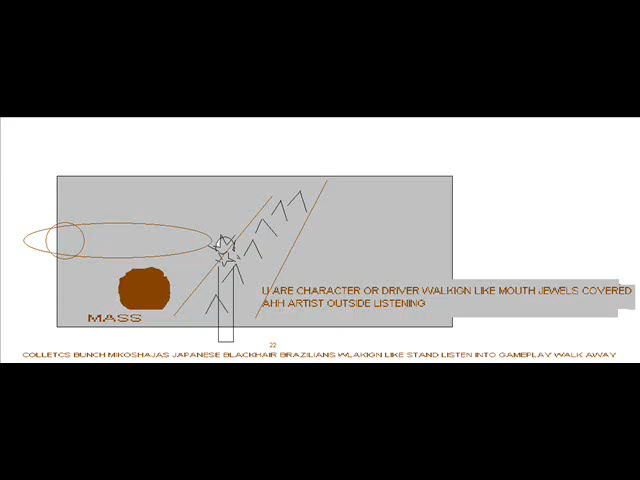 U ARE CHARACTER OR DRIVER WALKIGN LIKE MOUTH JEWELS COVERED
AHH ARTIST OUTSIDE LISTENING
MASS
22
COLLETCS BUNCH MIKOSHAJAS JAPANESE BLACKHAIR BRAZILIANS WLAKIGN LIKE STAND LISTEN INTO GAMEPLAY WALK AWAY